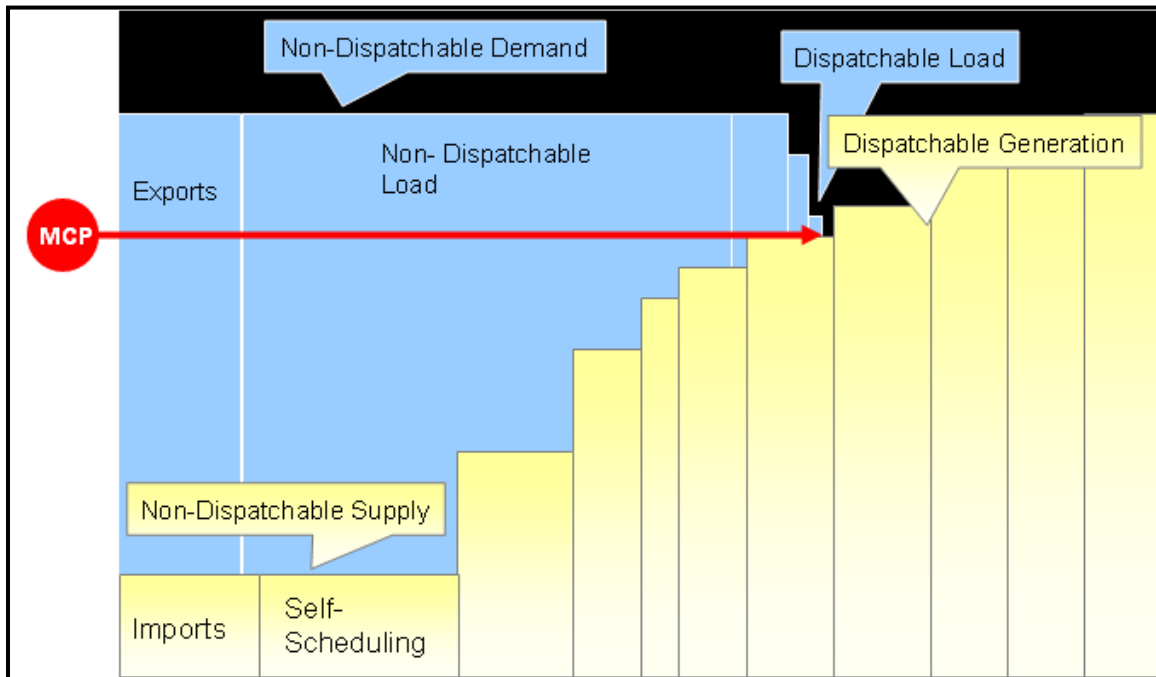 Non-Dispatchable Demand
Dispatchable Load
Non- Dispatchable
Load
Dispatchable Generation
Exports
MCP
Non-Dispatchable Supply
Imports
Self-
Scheduling